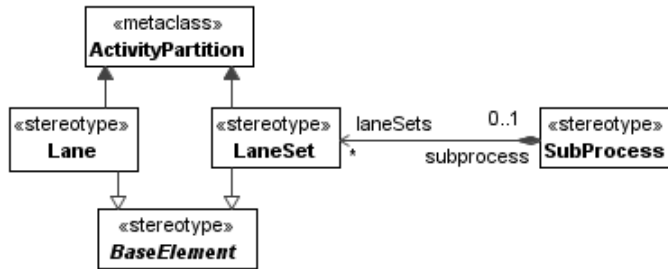 «metaclass»
ActivityPartition
«stereotype»
Lane
«stereotype»
LaneSet
laneSets
0..1
*
subprocess
«stereotype»
SubProcess
«stereotype»
BaseElement